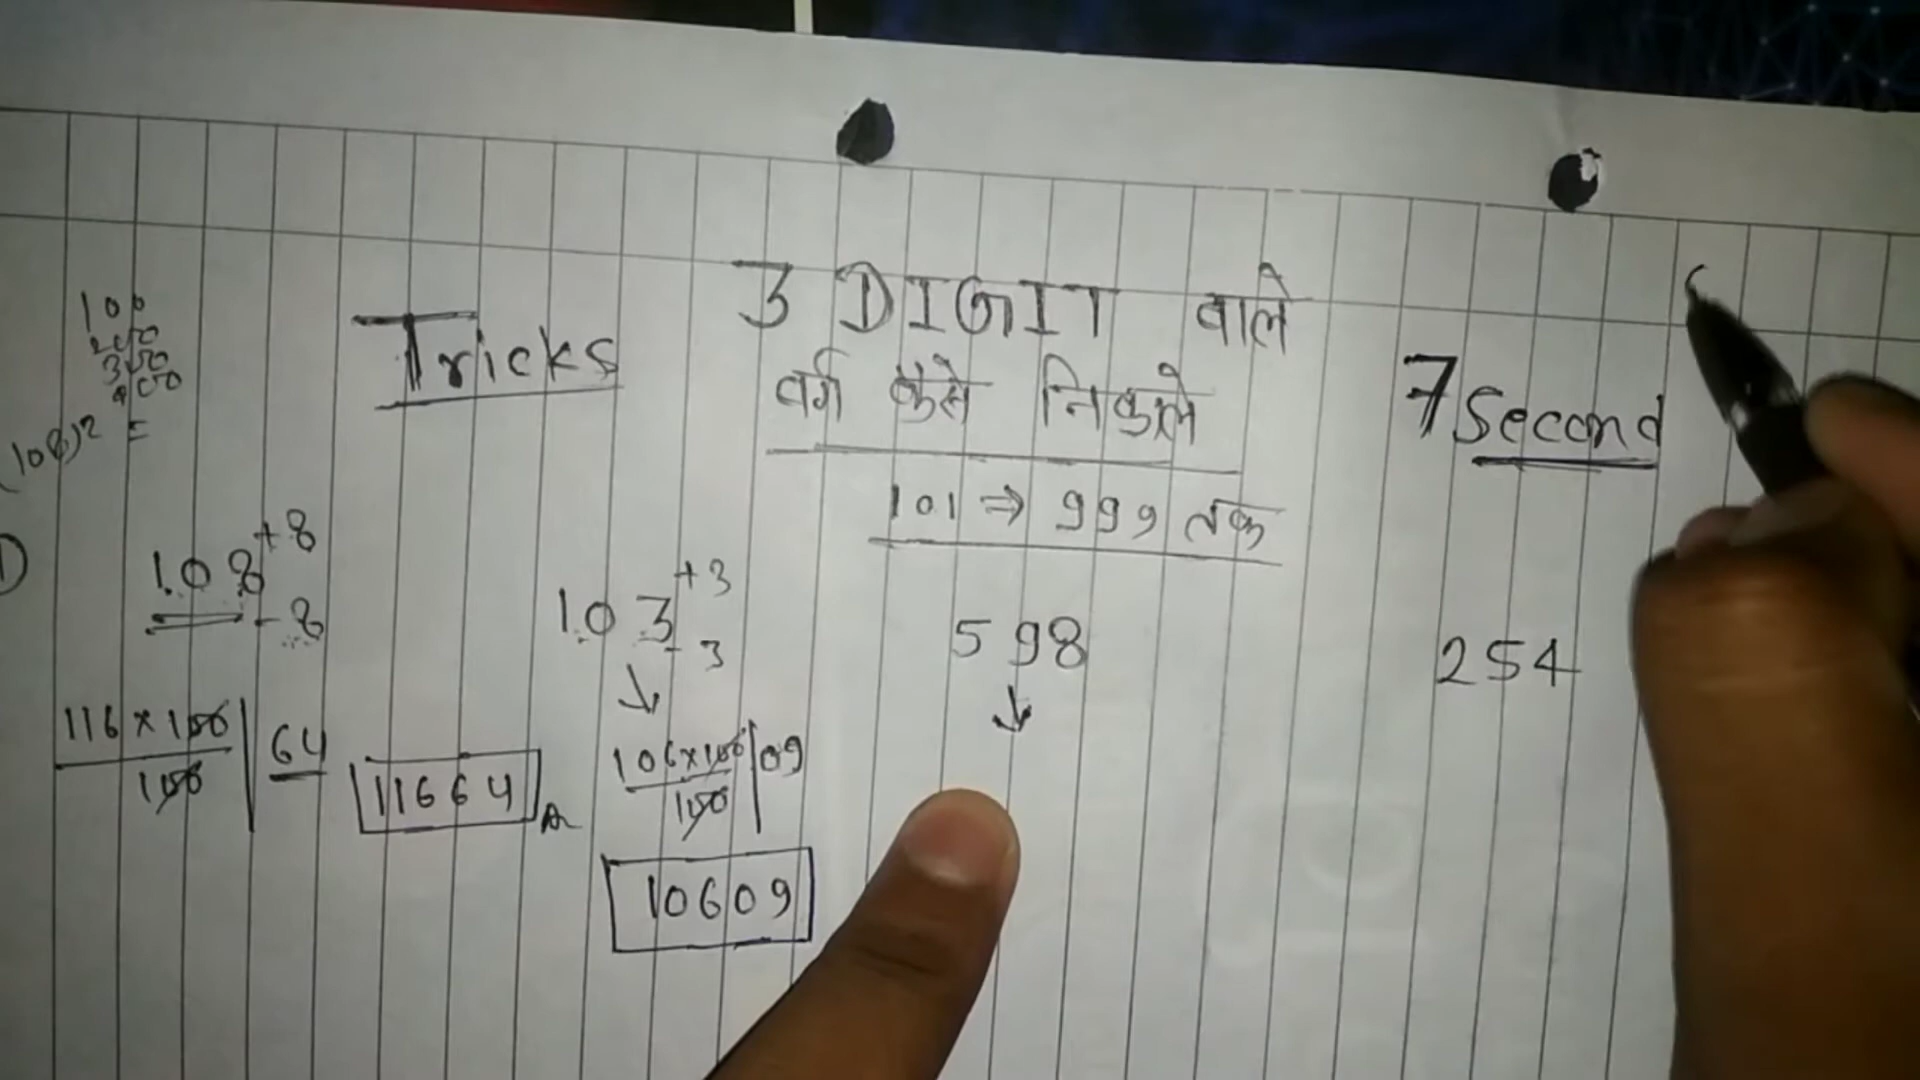 100
200
300
400
(108)2 =
Tricks
3 DIGIT वाले
वर्ग कैसे निकाले
101 ⇒ 999 तक
7 Second
1)
108 +8
-8
116 × 100 | 64
100
11664
103 +3
-3
↓
106×100 | 09
100
10609
598
↓
254